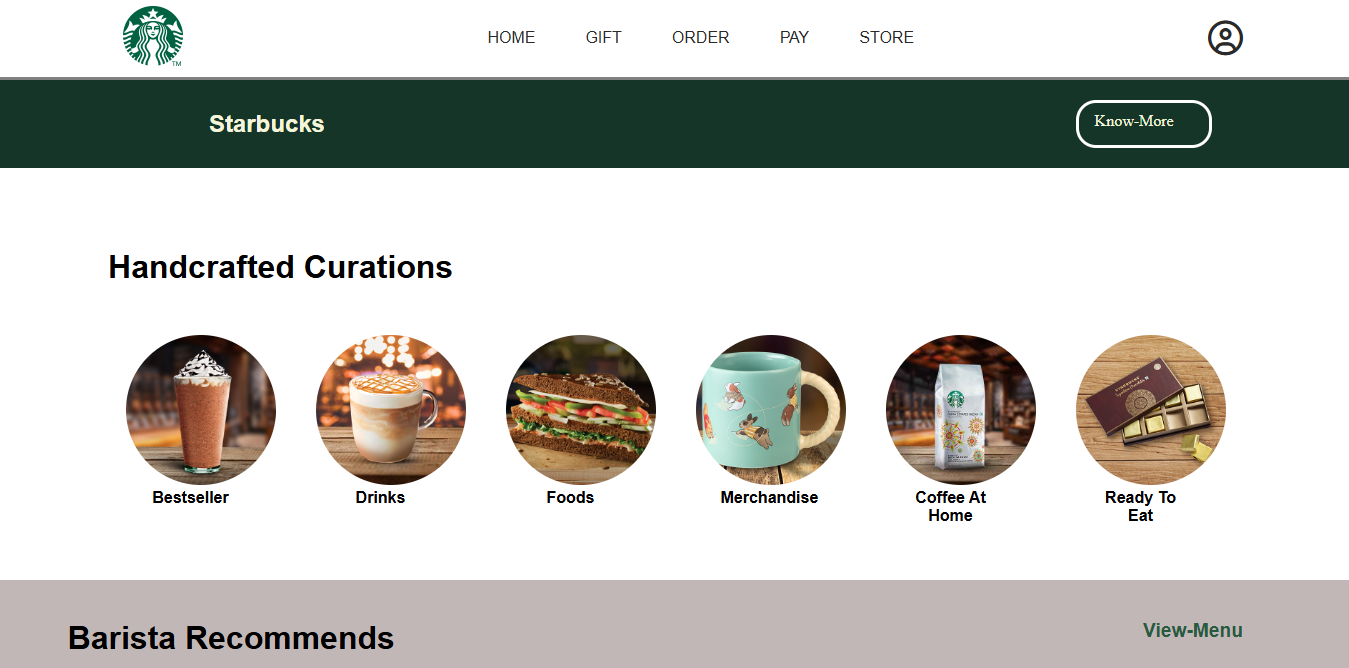 TM
HOME GIFT ORDER PAY STORE
Starbucks
Know-More
Handcrafted Curations
Bestseller
Drinks
Foods
Merchandise
Coffee At
Home
Ready To
Eat
Barista Recommends
View-Menu